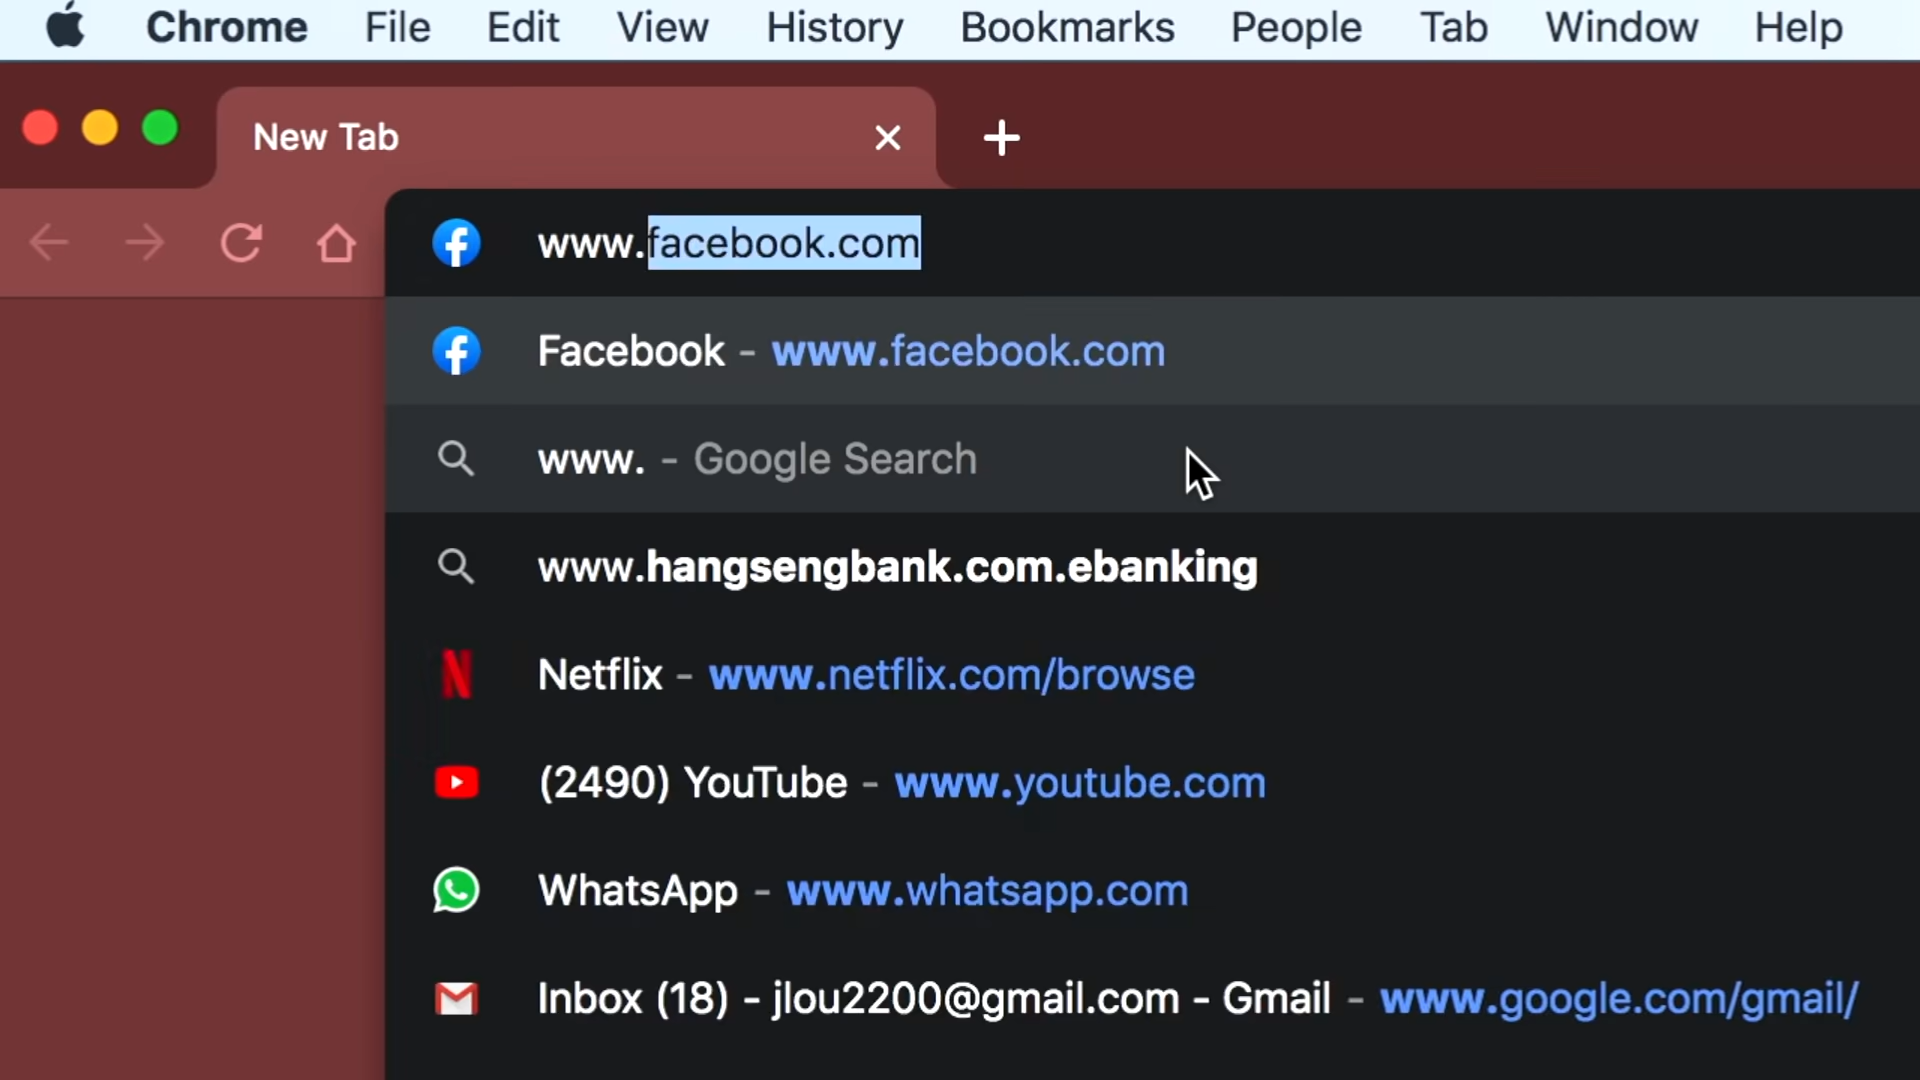 Chrome File Edit View History Bookmarks People Tab Window Help
New Tab
www.facebook.com
Facebook - www.facebook.com
www. - Google Search
www.hangsengbank.com.ebanking
Netflix - www.netflix.com/browse
(2490) YouTube - www.youtube.com
WhatsApp - www.whatsapp.com
Inbox (18) - jlou2200@gmail.com - Gmail - www.google.com/gmail/